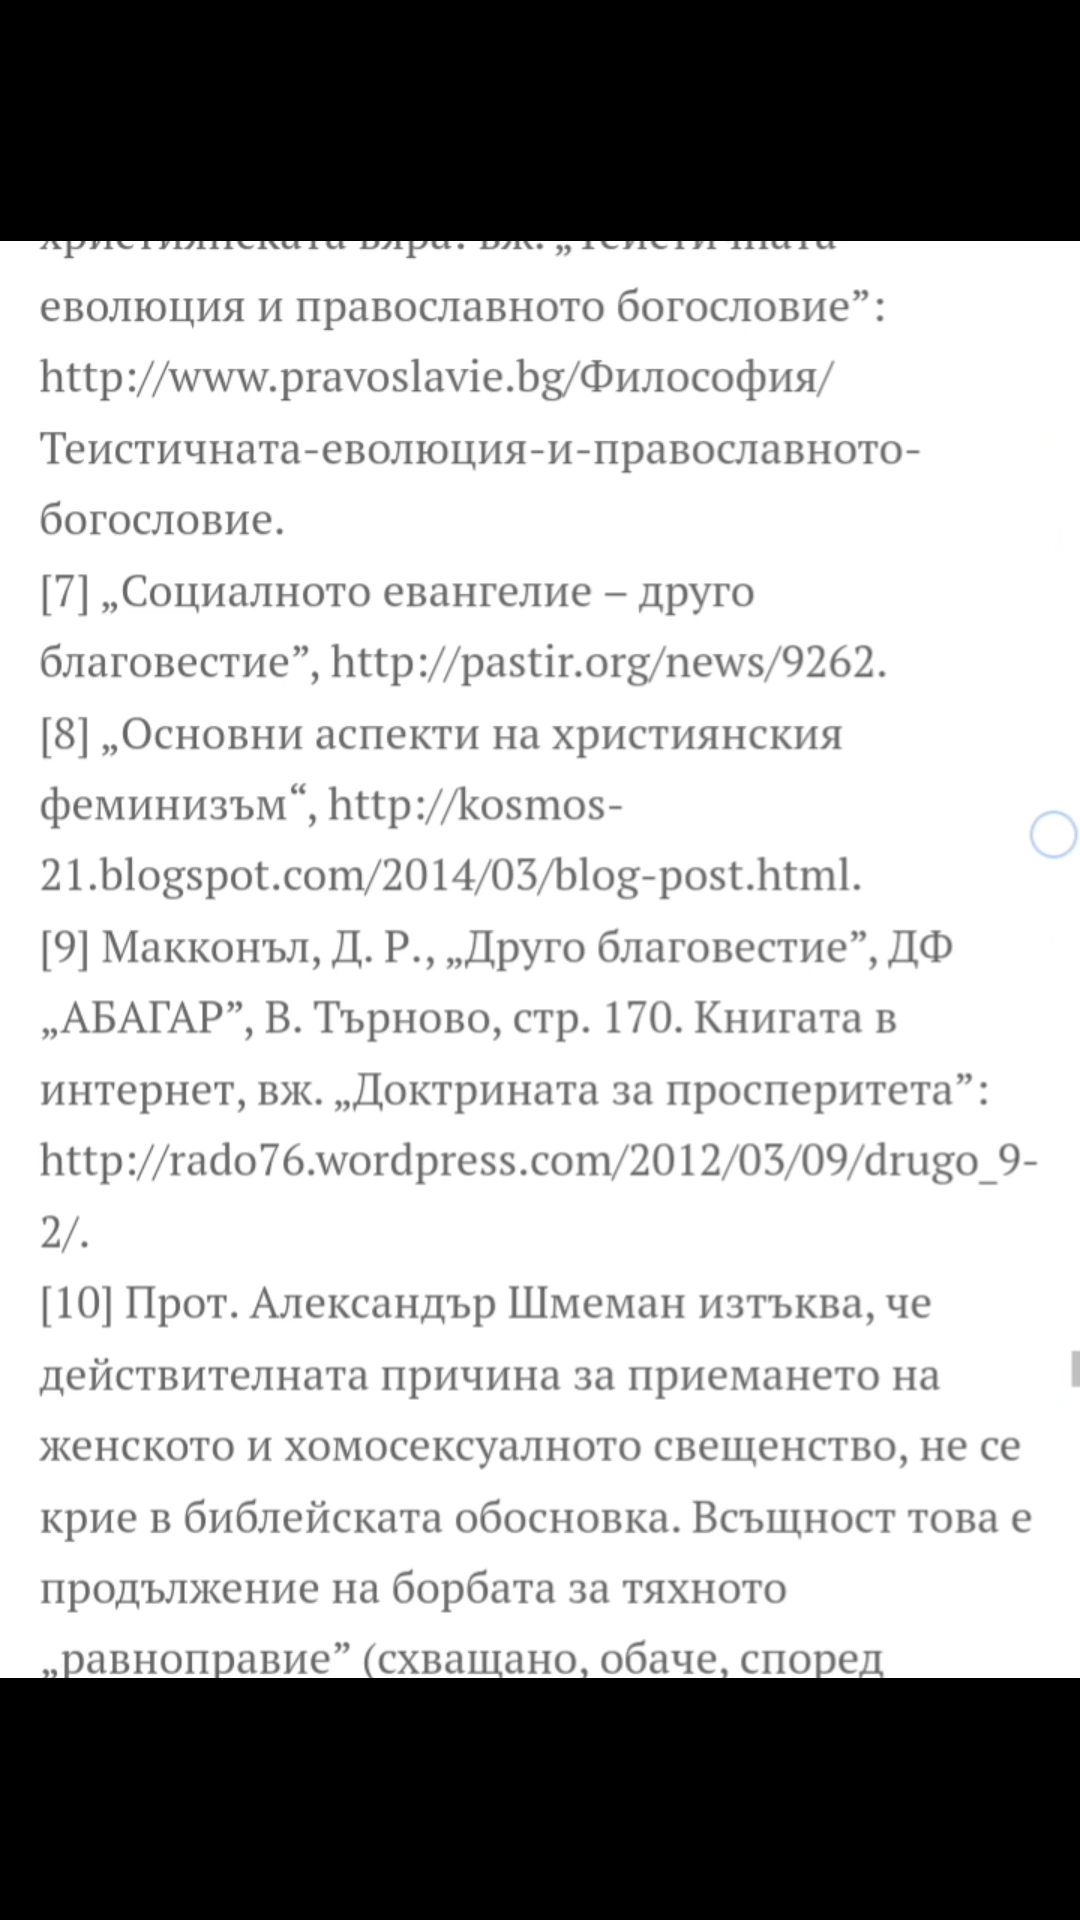 християнската вяра. вж. „Теистичната
еволюция и православното богословие”:
http://www.pravoslavie.bg/Философия/
Теистичната-еволюция-и-православното-
богословие.
[7] „Социалното евангелие – друго
благовестие”, http://pastir.org/news/9262.
[8] „Основни аспекти на християнския
феминизъм“, http://kosmos-
21.blogspot.com/2014/03/blog-post.html.
[9] Макконъл, Д. Р., „Друго благовестие”, ДФ
„АБАГАР”, В. Търново, стр. 170. Книгата в
интернет, вж. „Доктрината за просперитета”:
http://rado76.wordpress.com/2012/03/09/drugo_9-
2/.
[10] Прот. Александър Шмеман изтъква, че
действителната причина за приемането на
женското и хомосексуалното свещенство, не се
крие в библейската обосновка. Всъщност това е
продължение на борбата за тяхното
„равноправие” (схващано, обаче, според